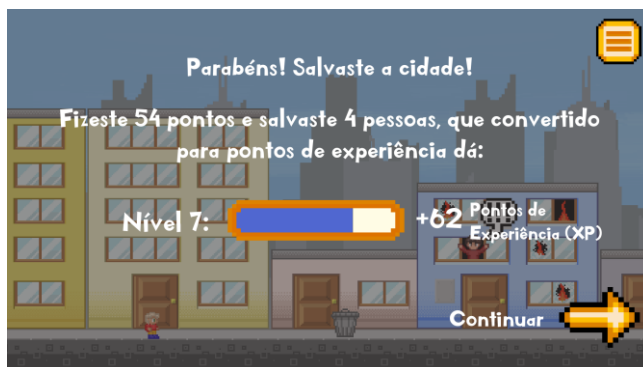 Parabéns! Salvaste a cidade!
Fizeste 54 pontos e salvaste 4 pessoas, que convertido
para pontos de experiência dá:
Nível 7:
+62 Pontos de
Experiência (XP)
Continuar